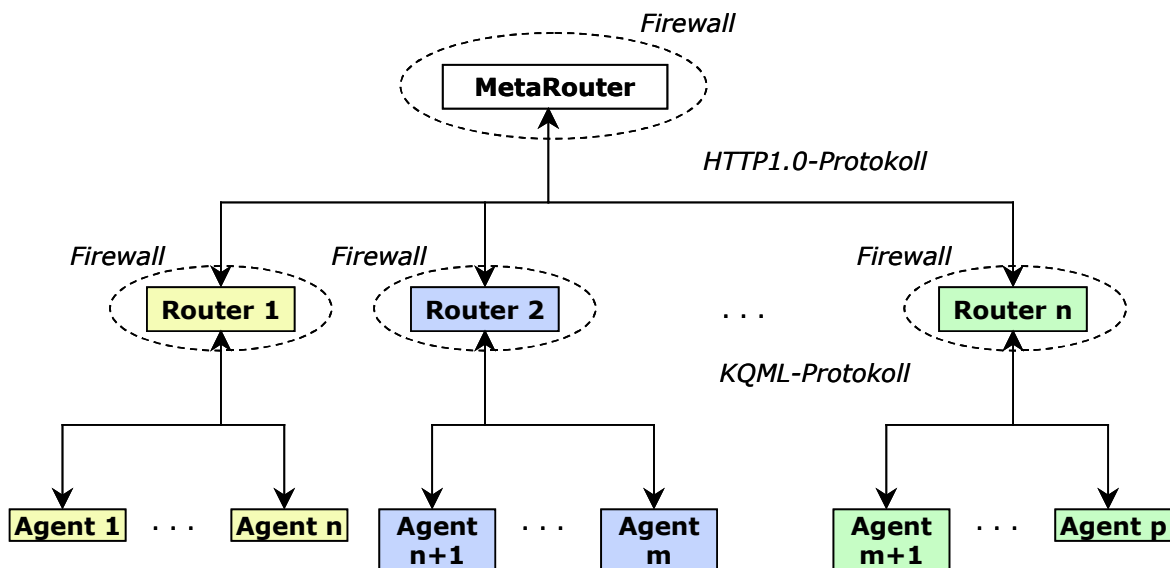 Firewall
MetaRouter
HTTP1.0-Protokoll
Firewall
Firewall
Firewall
Router 1
Router 2
. . .
Router n
KQML-Protokoll
Agent 1
. . .
Agent n
Agent
n+1
. . .
Agent
m
Agent
m+1
. . .
Agent p